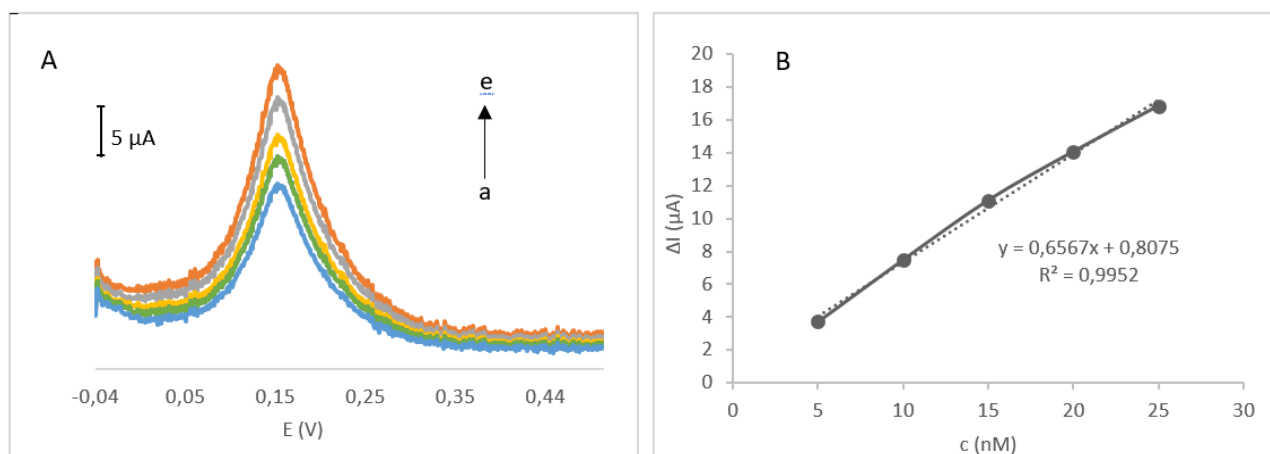 A
5 µA
e
a
-0,04 0,05 0,15 0,25 0,35 0,44
E (V)
B
20
18
16
14
12
10
8
6
4
2
0
ΔI (µA)
y = 0,6567x + 0,8075
R² = 0,9952
0 5 10 15 20 25 30
c (nM)